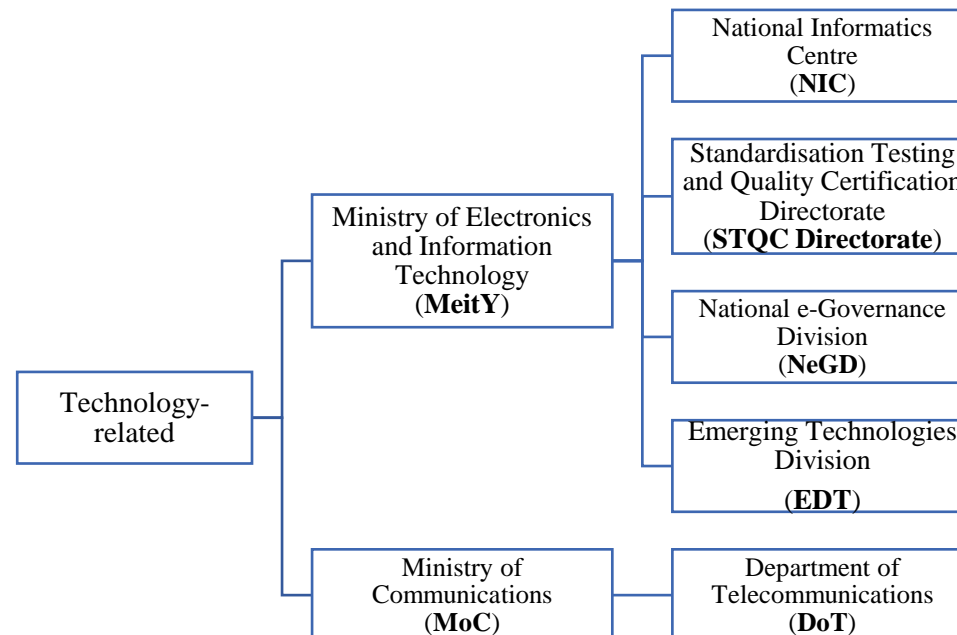 National Informatics
Centre
(NIC)
Standardisation Testing
and Quality Certification
Directorate
(STQC Directorate)
Ministry of Electronics
and Information
Technology
(MeitY)
National e-Governance
Division
(NeGD)
Technology-
related
Emerging Technologies
Division
(EDT)
Ministry of
Communications
(MoC)
Department of
Telecommunications
(DoT)